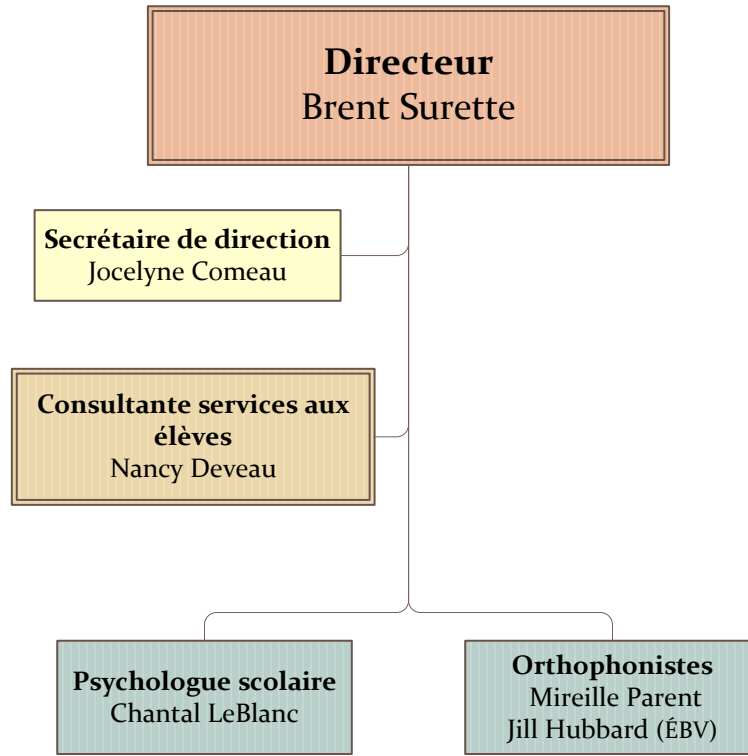 Directeur
Brent Surette
Secrétaire de direction
Jocelyne Comeau
Consultante services aux
élèves
Nancy Deveau
Psychologue scolaire
Chantal LeBlanc
Orthophonistes
Mireille Parent
Jill Hubbard (ÉBV)